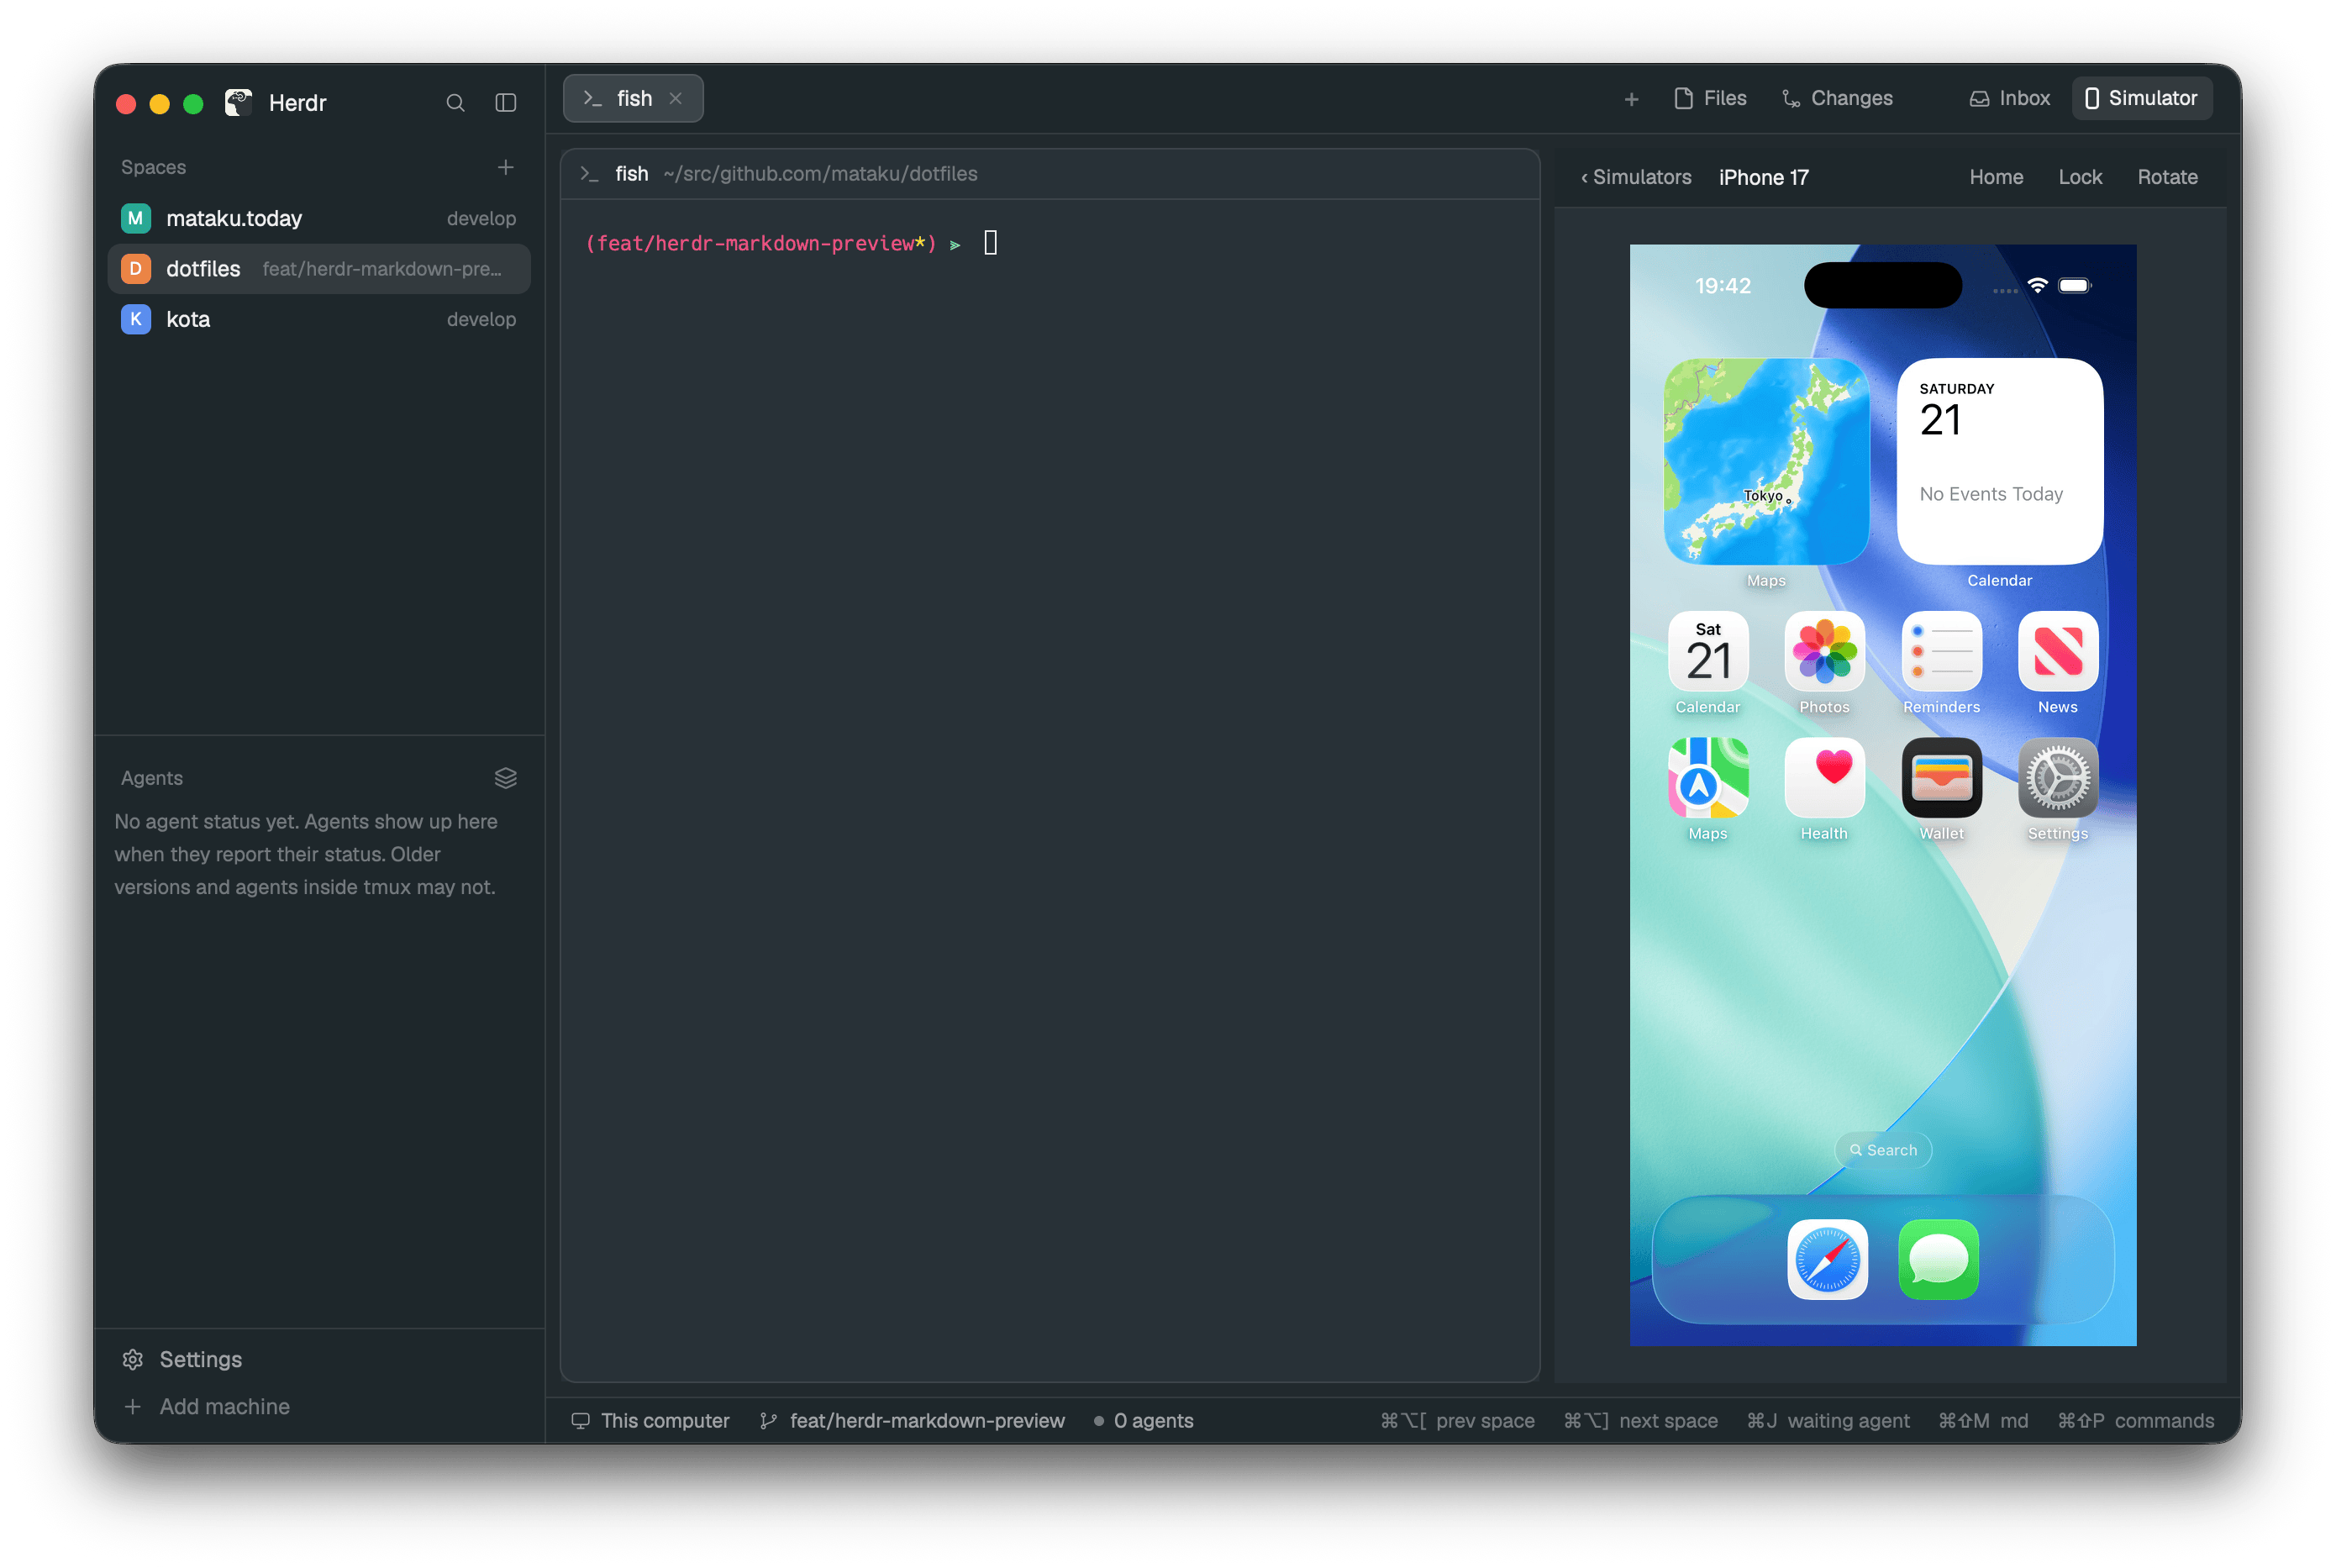 Herdr
Spaces
M mataku.today develop
D dotfiles feat/herdr-markdown-pre...
K kota develop
Agents
No agent status yet. Agents show up here
when they report their status. Older
versions and agents inside tmux may not.
Settings
+ Add machine
>_ fish ×
+ Files Changes Inbox Simulator
>_ fish ~/src/github.com/mataku/dotfiles
(feat/herdr-markdown-preview*) ⫸
‹ Simulators iPhone 17 Home Lock Rotate
19:42
Tokyo
Maps
SATURDAY
21
No Events Today
Calendar
Sat
21
Calendar Photos Reminders News
Maps Health Wallet Settings
Search
This computer feat/herdr-markdown-preview 0 agents ⌘⌥[ prev space ⌘⌥] next space ⌘J waiting agent ⌘⇧M md ⌘⇧P commands